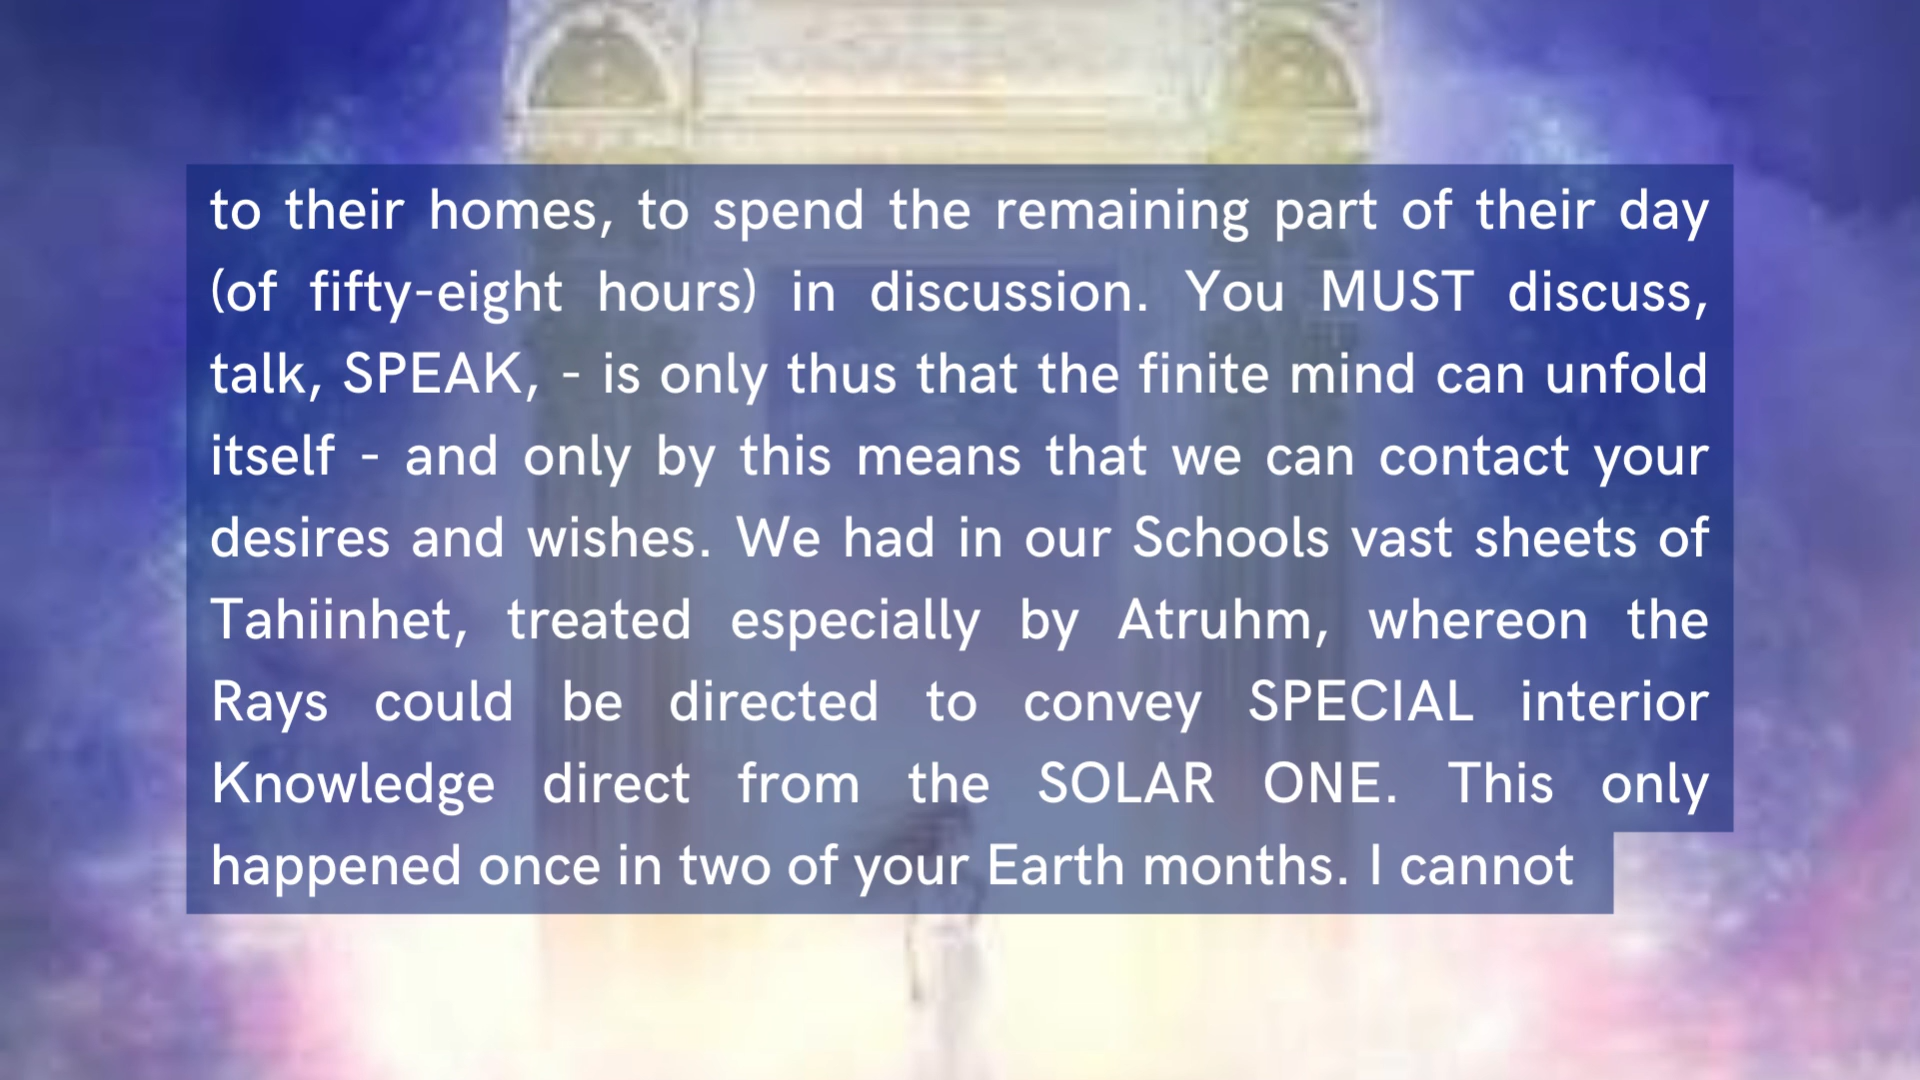 to their homes, to spend the remaining part of their day
(of fifty-eight hours) in discussion. You MUST discuss,
talk, SPEAK, - is only thus that the finite mind can unfold
itself - and only by this means that we can contact your
desires and wishes. We had in our Schools vast sheets of
Tahiinhet, treated especially by Atruhm, whereon the
Rays could be directed to convey SPECIAL interior
Knowledge direct from the SOLAR ONE. This only
happened once in two of your Earth months. I cannot